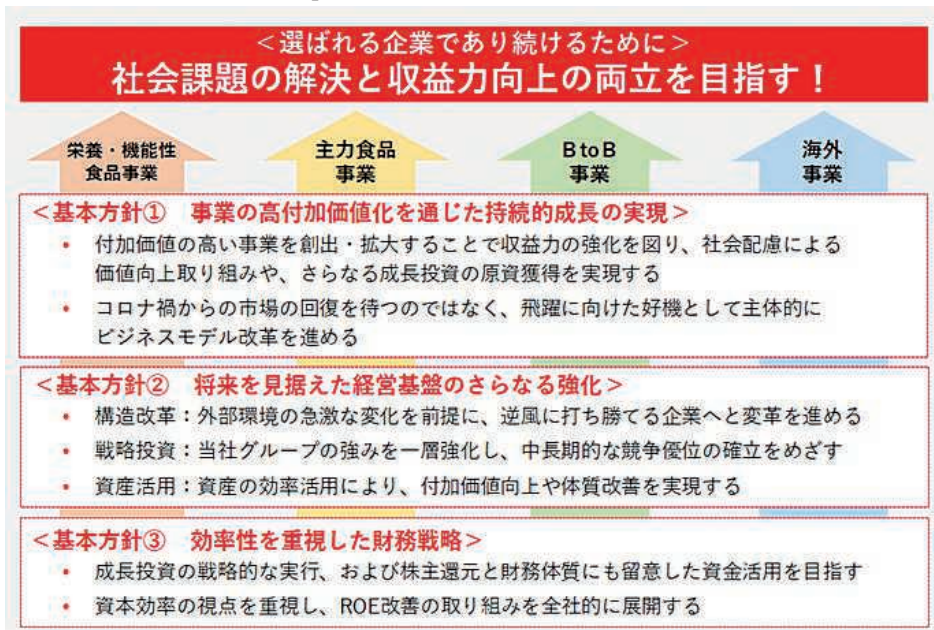 <選ばれる企業であり続けるために>
社会課題の解決と収益力向上の両立を目指す！
栄養・機能性
食品事業
主力食品
事業
BtoB
事業
海外
事業
<基本方針① 事業の高付加価値化を通じた持続的成長の実現>
• 付加価値の高い事業を創出・拡大することで収益力の強化を図り、社会配慮による
価値向上取り組みや、さらなる成長投資の原資獲得を実現する
• コロナ禍からの市場の回復を待つのではなく、飛躍に向けた好機として主体的に
ビジネスモデル改革を進める
<基本方針② 将来を見据えた経営基盤のさらなる強化>
• 構造改革：外部環境の急激な変化を前提に、逆風に打ち勝てる企業へと変革を進める
• 戦略投資：当社グループの強みを一層強化し、中長期的な競争優位の確立をめざす
• 資産活用：資産の効率活用により、付加価値向上や体質改善を実現する
<基本方針③ 効率性を重視した財務戦略>
• 成長投資の戦略的な実行、および株主還元と財務体質にも留意した資金活用を目指す
• 資本効率の視点を重視し、ROE改善の取り組みを全社的に展開する